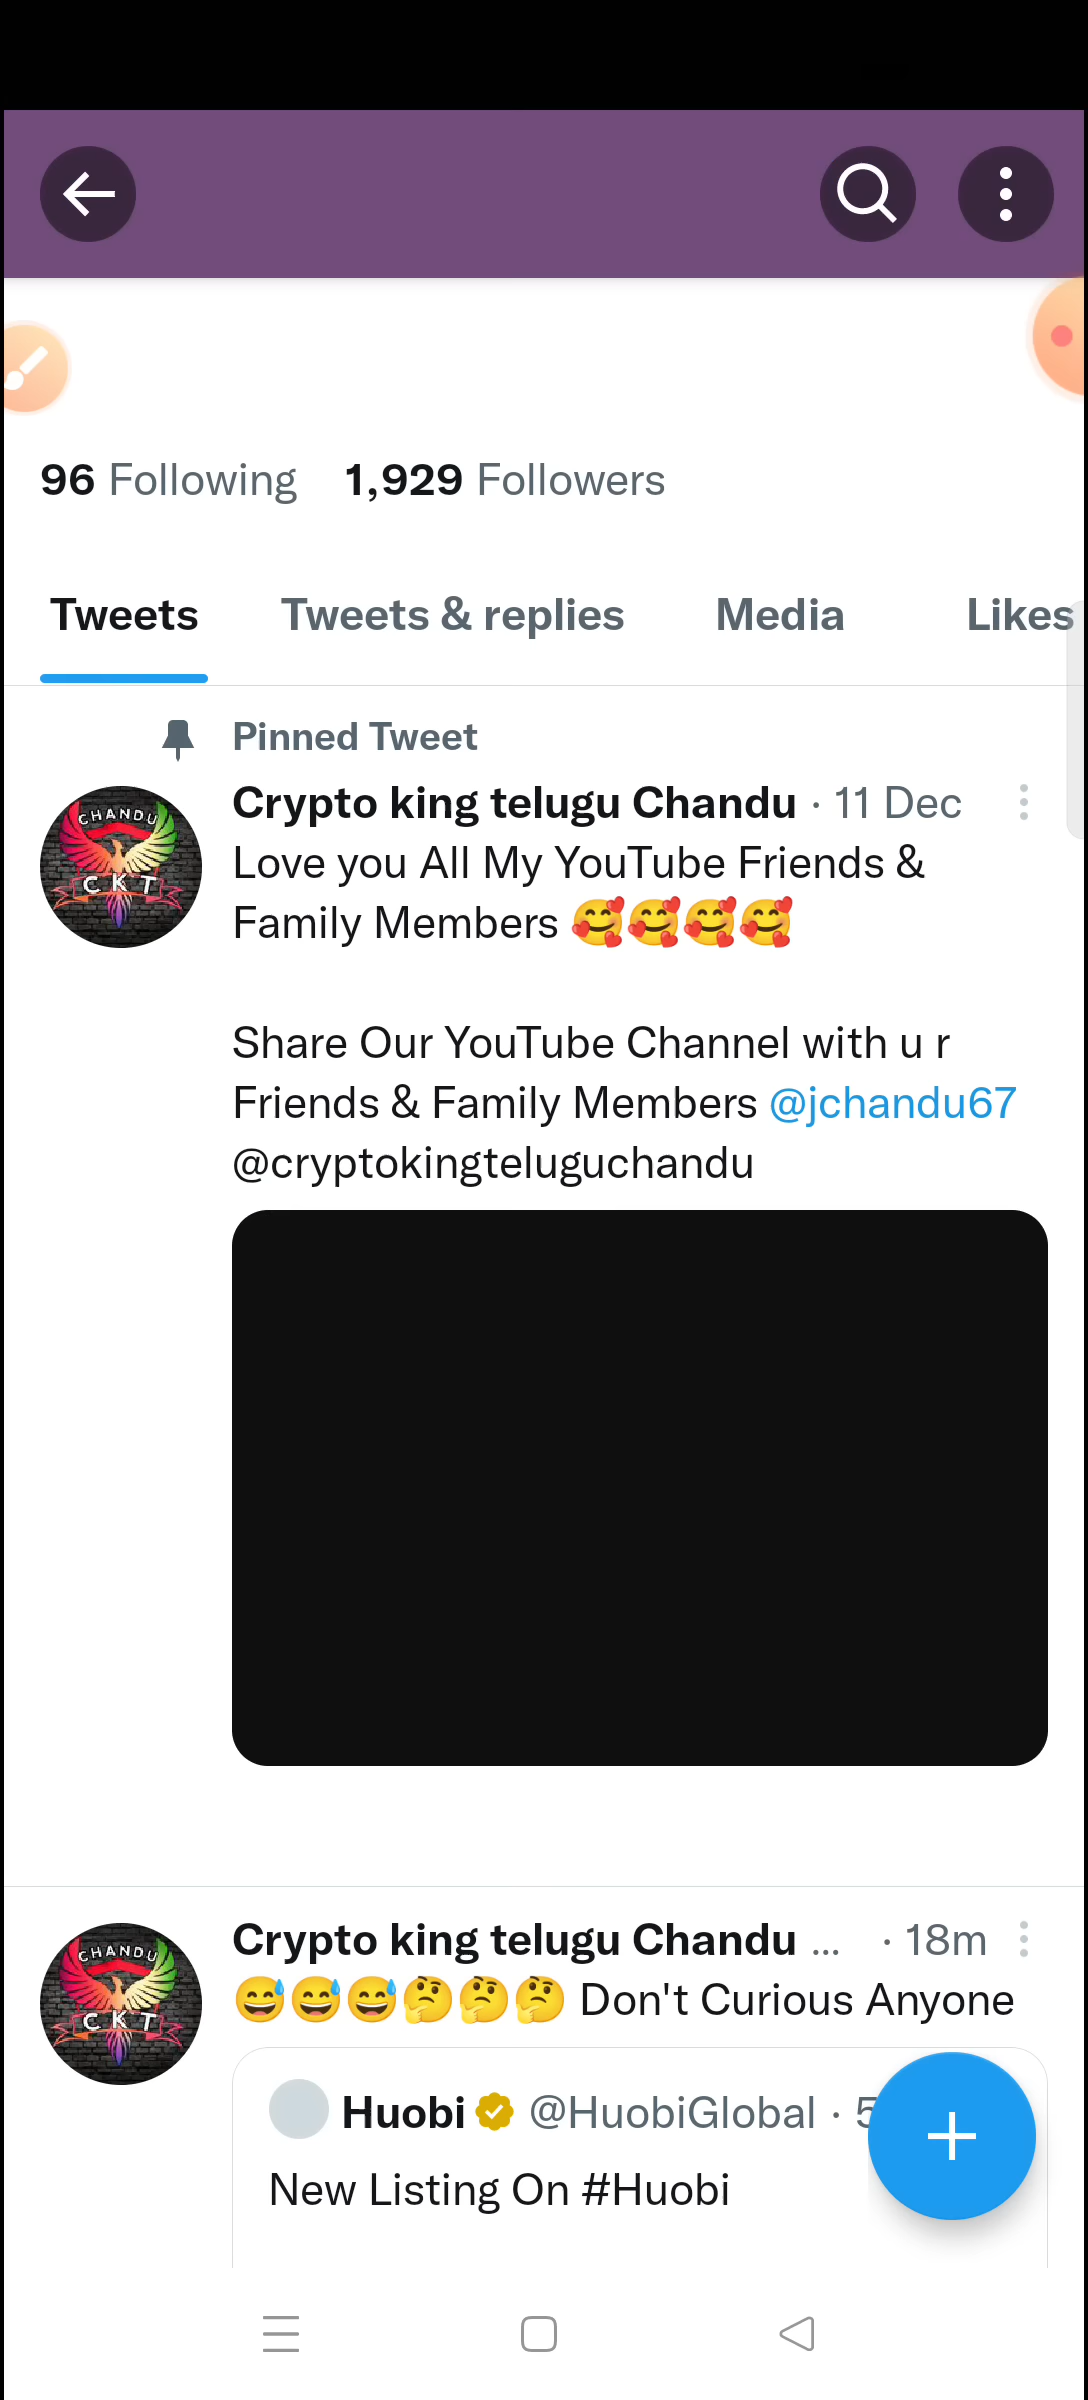 96 Following 1,929 Followers
Tweets Tweets & replies Media Likes
Pinned Tweet
Crypto king telugu Chandu · 11 Dec
CHANDU
CKT
Love you All My YouTube Friends &
Family Members 🥰🥰🥰🥰
Share Our YouTube Channel with u r
Friends & Family Members @jchandu67
@cryptokingteluguchandu
Crypto king telugu Chandu ... · 18m
CHANDU
CKT
😅😅😅🤔🤔🤔 Don't Curious Anyone
Huobi @HuobiGlobal · 5
New Listing On #Huobi